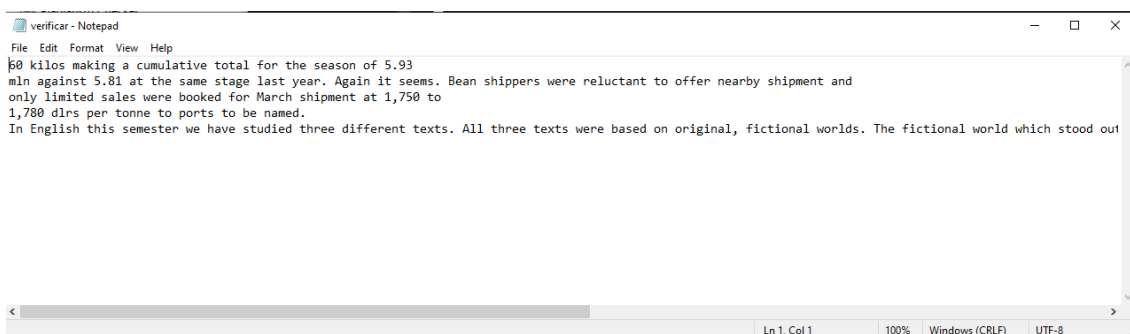 verificar - Notepad
File Edit Format View Help
60 kilos making a cumulative total for the season of 5.93
mln against 5.81 at the same stage last year. Again it seems. Bean shippers were reluctant to offer nearby shipment and
only limited sales were booked for March shipment at 1,750 to
1,780 dlrs per tonne to ports to be named.
In English this semester we have studied three different texts. All three texts were based on original, fictional worlds. The fictional world which stood out
Ln 1, Col 1 100% Windows (CRLF) UTF-8